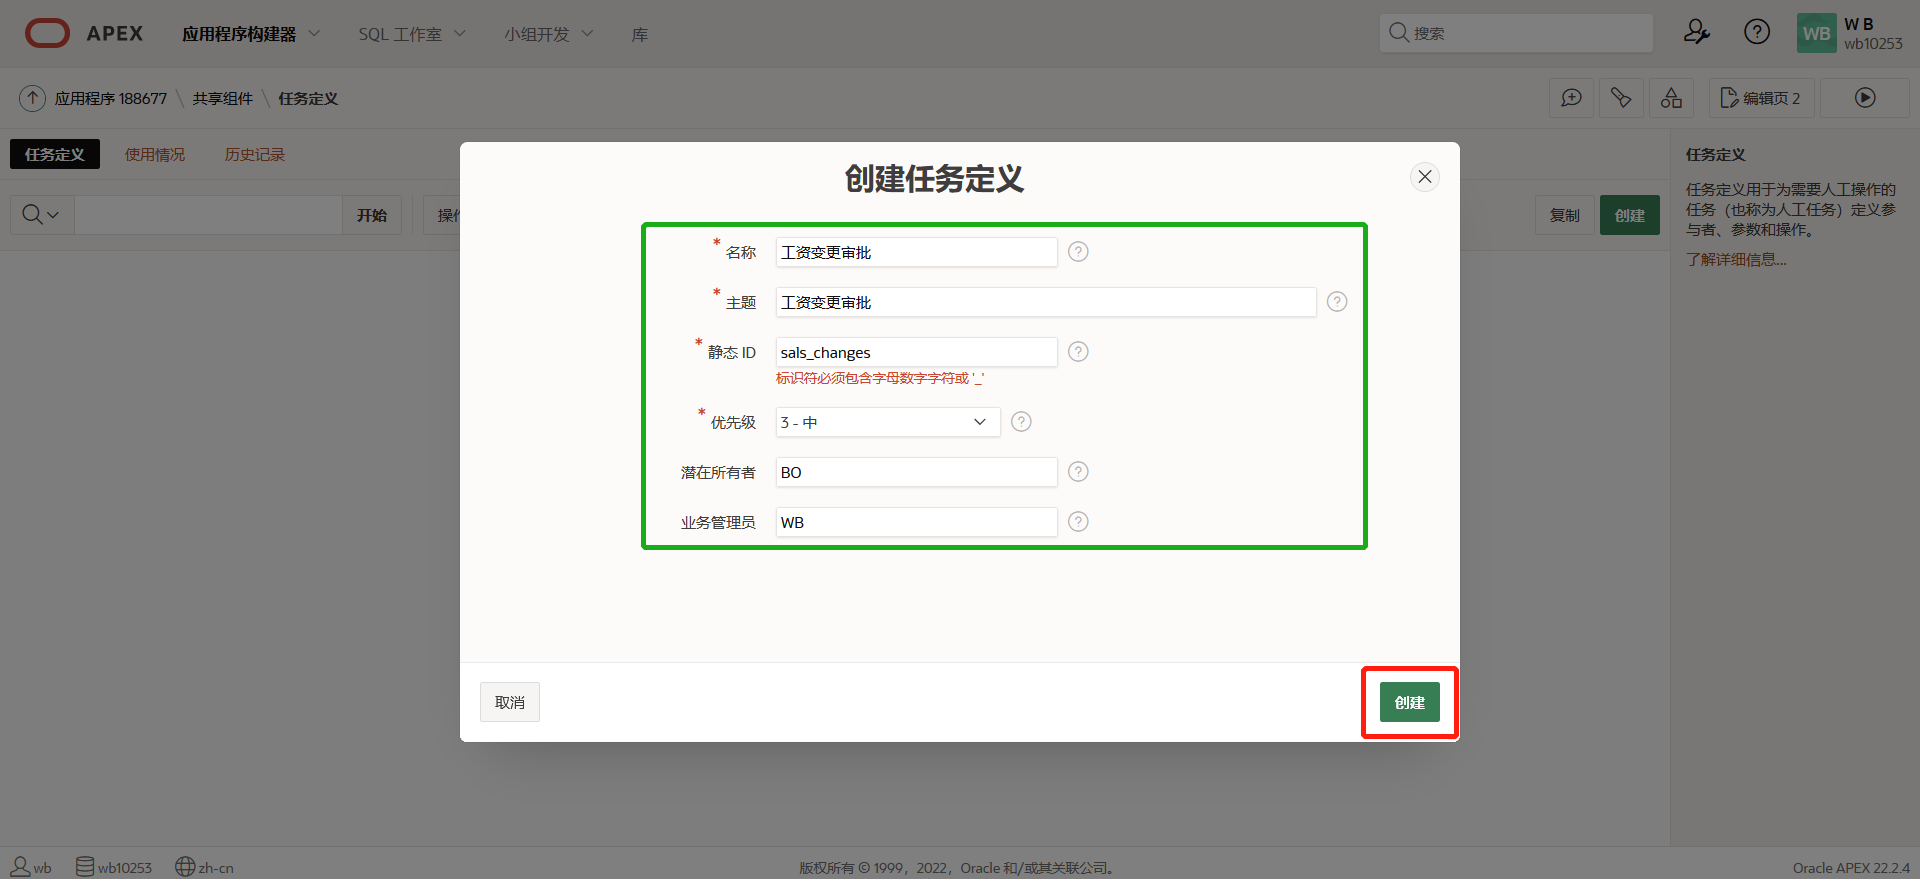 APEX 应用程序构建器 SQL 工作室 小组开发 库 搜索 WB W B
wb10253
应用程序 188677 \ 共享组件 \ 任务定义 编辑页 2
任务定义 使用情况 历史记录
开始 操作 复制 创建
创建任务定义
* 名称 工资变更审批 ?
* 主题 工资变更审批 ?
* 静态 ID sals_changes ?
标识符必须包含字母数字字符或 '_'
* 优先级 3 - 中 ?
潜在所有者 BO ?
业务管理员 WB ?
取消 创建
任务定义
任务定义用于为需要人工操作的
任务（也称为人工任务）定义参
与者、参数和操作。
了解详细信息...
wb wb10253 zh-cn 版权所有 © 1999，2022，Oracle 和/或其关联公司。 Oracle APEX 22.2.4